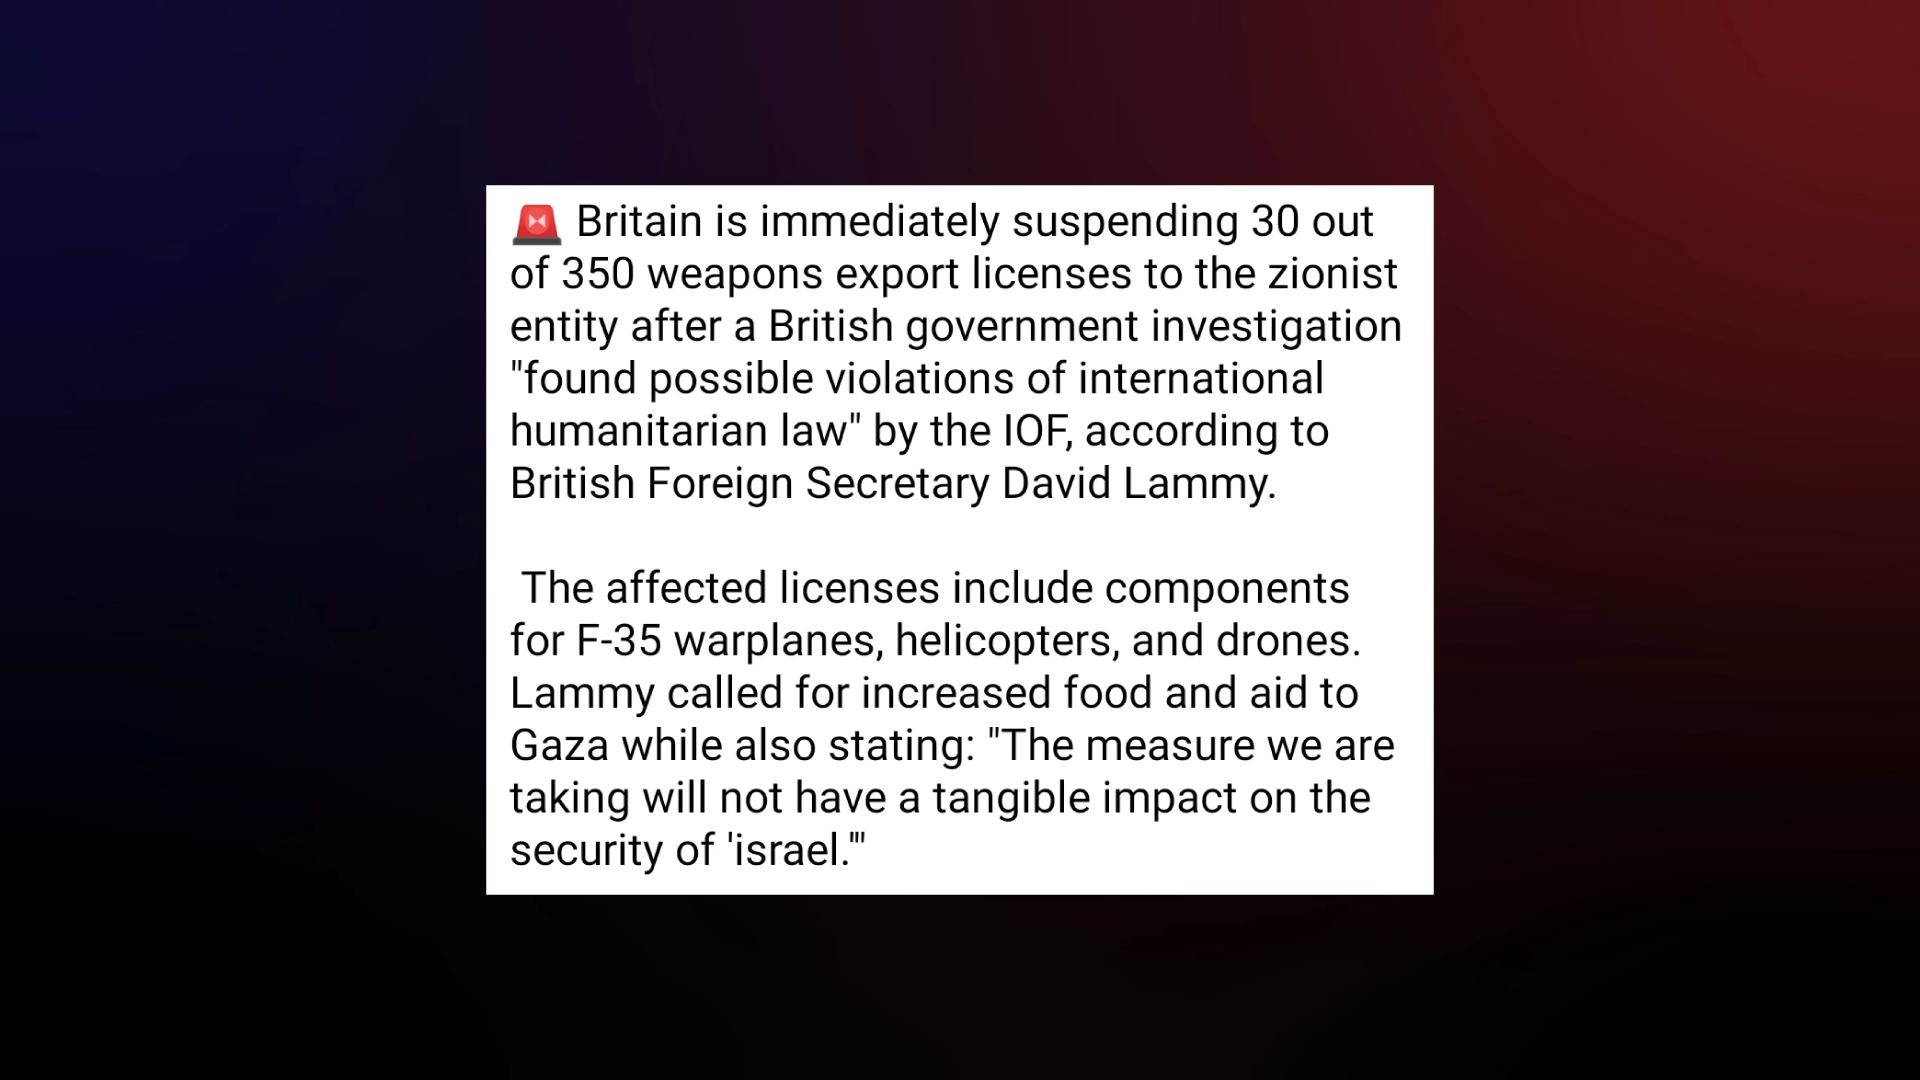 🚨 Britain is immediately suspending 30 out
of 350 weapons export licenses to the zionist
entity after a British government investigation
"found possible violations of international
humanitarian law" by the IOF, according to
British Foreign Secretary David Lammy.
The affected licenses include components
for F-35 warplanes, helicopters, and drones.
Lammy called for increased food and aid to
Gaza while also stating: "The measure we are
taking will not have a tangible impact on the
security of 'israel.'"